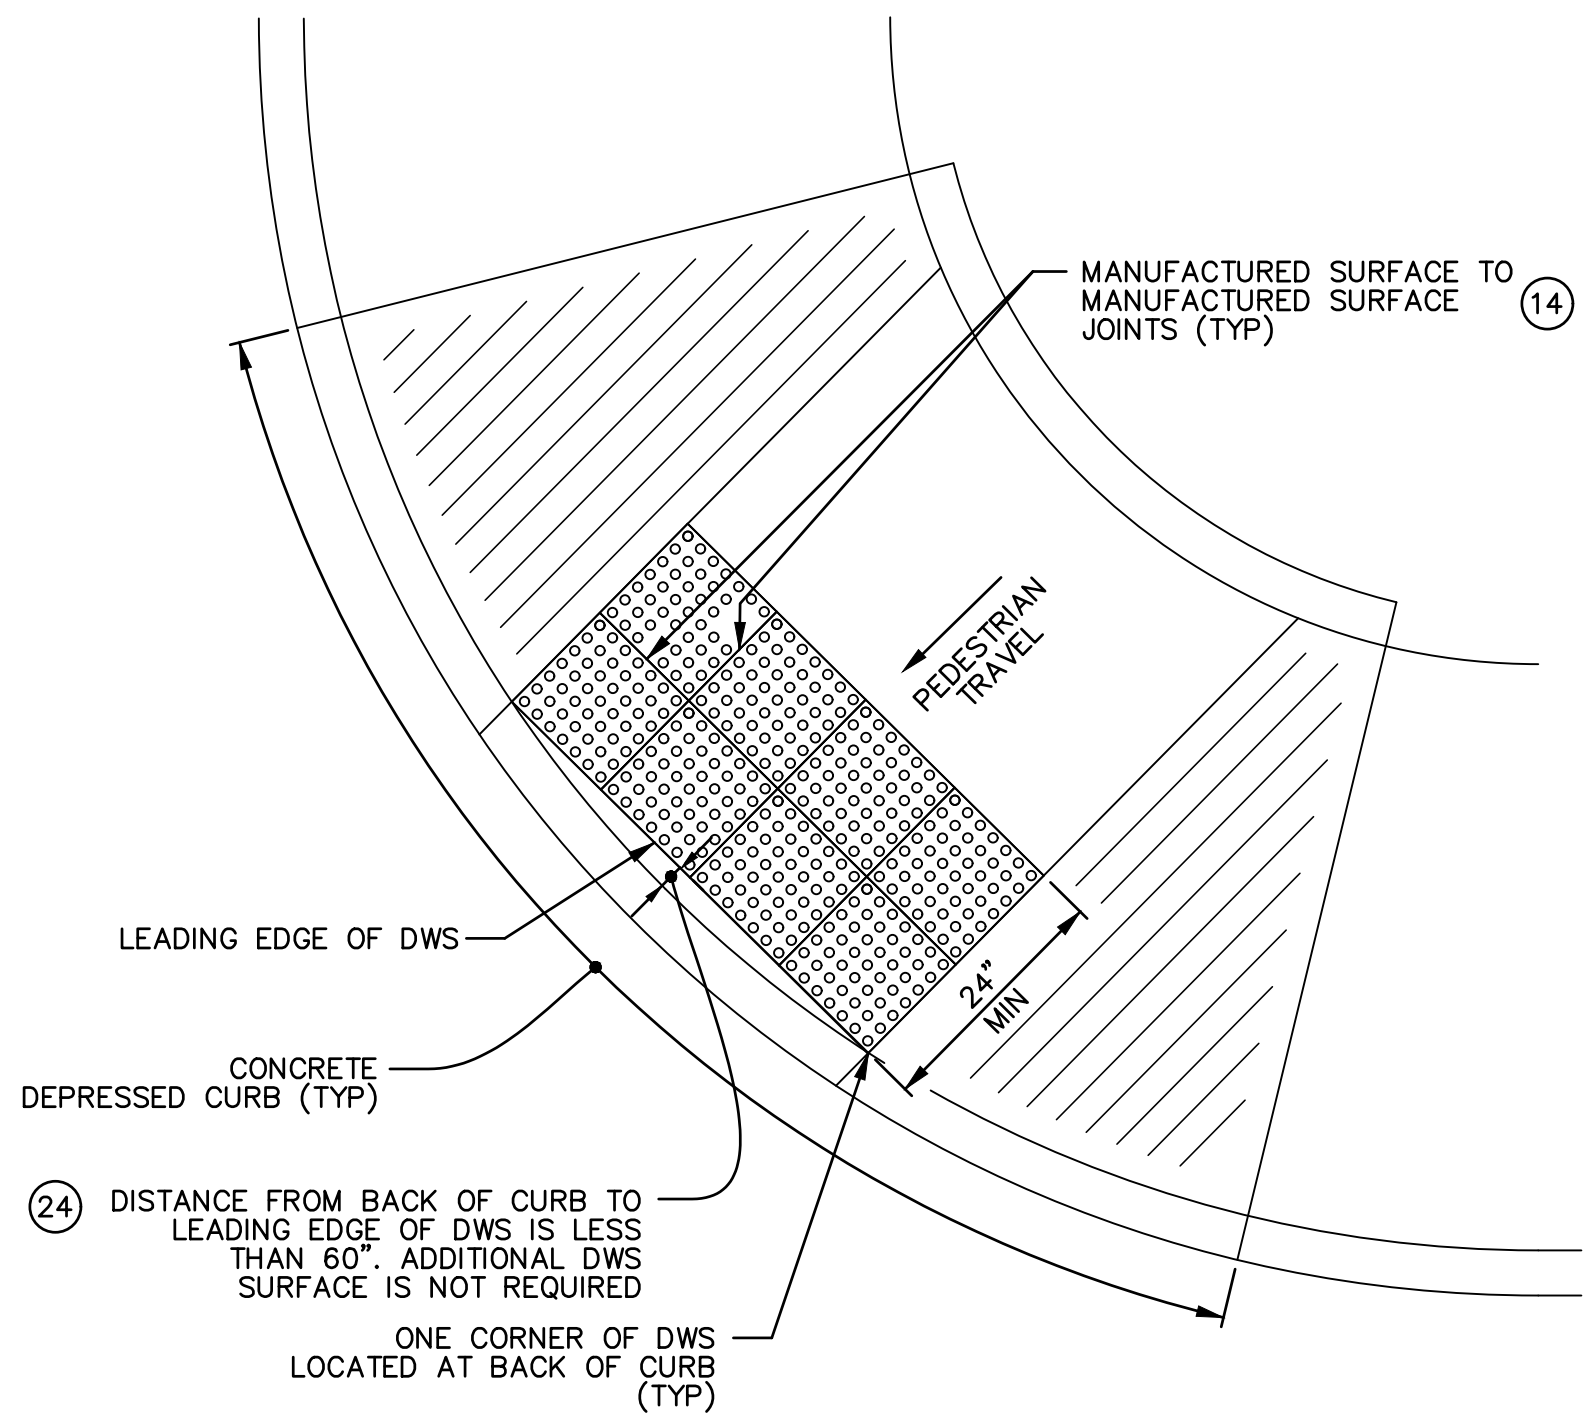 MANUFACTURED SURFACE TO
MANUFACTURED SURFACE
JOINTS (TYP)
14
PEDESTRIAN
TRAVEL
LEADING EDGE OF DWS
24”
MIN
CONCRETE
DEPRESSED CURB (TYP)
24
DISTANCE FROM BACK OF CURB TO
LEADING EDGE OF DWS IS LESS
THAN 60”. ADDITIONAL DWS
SURFACE IS NOT REQUIRED
ONE CORNER OF DWS
LOCATED AT BACK OF CURB
(TYP)